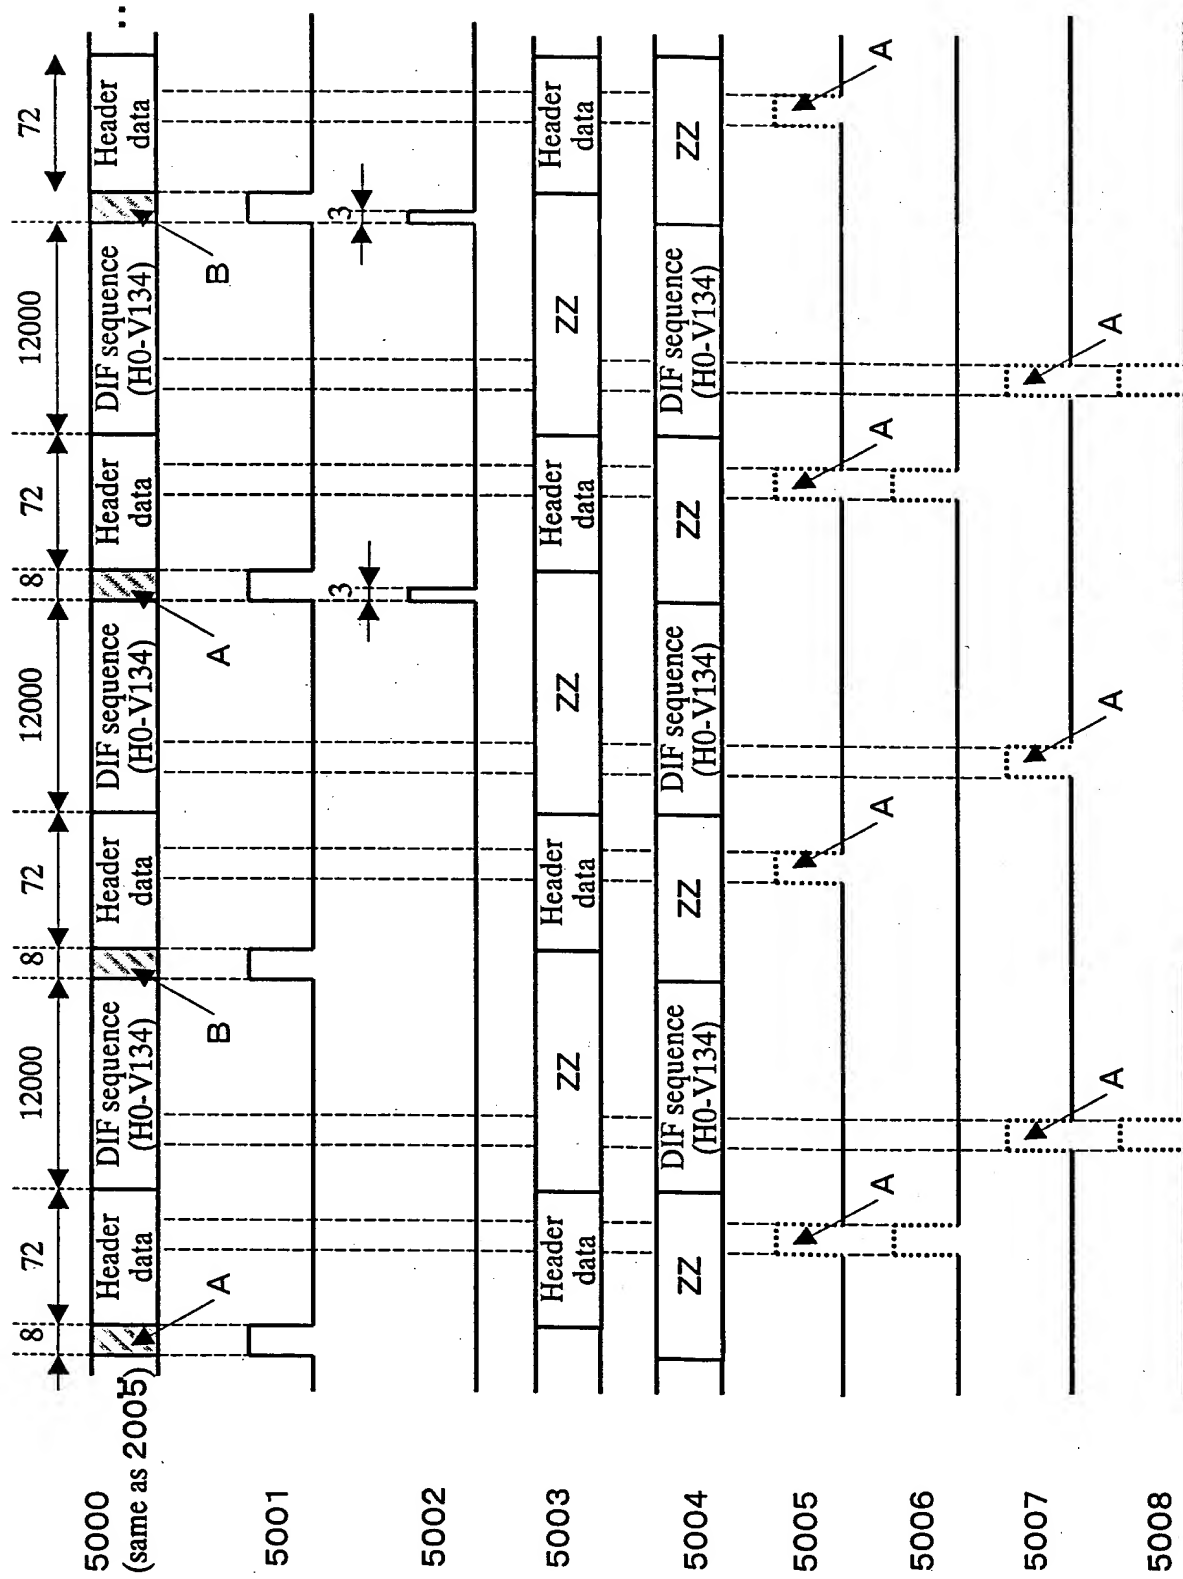 8
72
12000
8
72
12000
8
72
12000
72
5000
(same as 2005)
Header
data
DIF sequence
(H0-V134)
Header
data
DIF sequence
(H0-V134)
Header
data
DIF sequence
(H0-V134)
Header
data
A
B
A
B
5001
3
3
5002
5003
Header
data
ZZ
Header
data
ZZ
Header
data
ZZ
Header
data
5004
ZZ
DIF sequence
(H0-V134)
ZZ
DIF sequence
(H0-V134)
ZZ
DIF sequence
(H0-V134)
ZZ
5005
A
A
A
A
5006
5007
A
A
A
5008